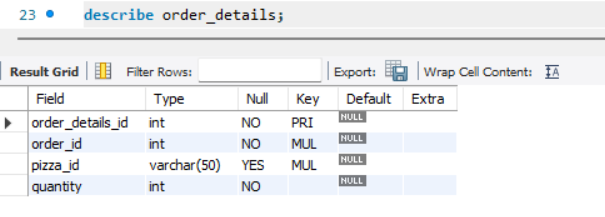 23 describe order_details;
Result Grid Filter Rows: Export: Wrap Cell Content: IA
Field Type Null Key Default Extra
order_details_id int NO PRI NULL
order_id int NO MUL NULL
pizza_id varchar(50) YES MUL NULL
quantity int NO NULL